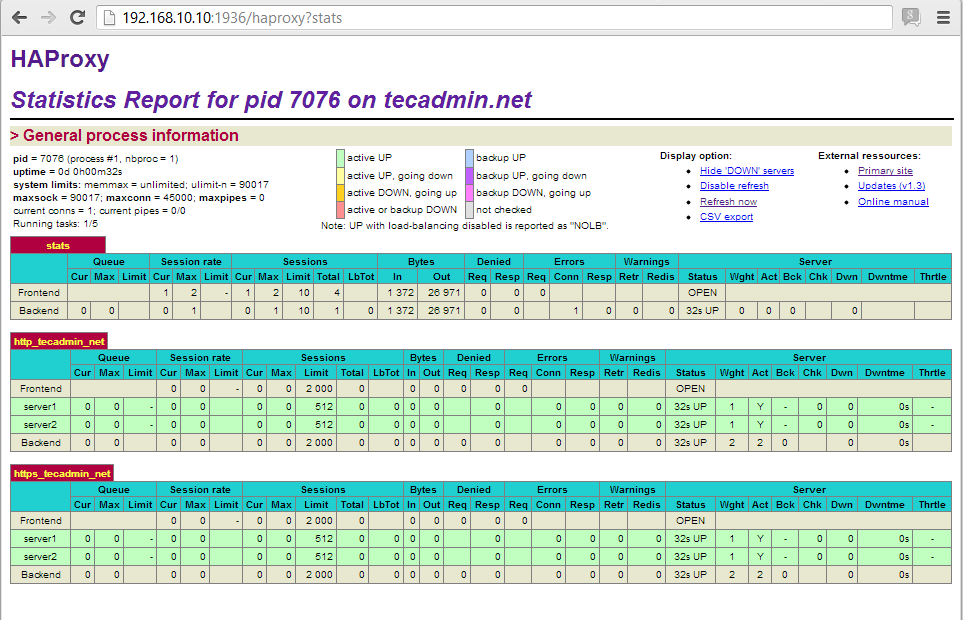 192.168.10.10:1936/haproxy?stats
HAProxy
Statistics Report for pid 7076 on tecadmin.net
> General process information
pid = 7076 (process #1, nbproc = 1)
uptime = 0d 0h00m32s
system limits: memmax = unlimited; ulimit-n = 90017
maxsock = 90017; maxconn = 45000; maxpipes = 0
current conns = 1; current pipes = 0/0
Running tasks: 1/5
active UP backup UP
active UP, going down backup UP, going down
active DOWN, going up backup DOWN, going up
active or backup DOWN not checked
Note: UP with load-balancing disabled is reported as "NOLB".
Display option:
• Hide 'DOWN' servers
• Disable refresh
• Refresh now
• CSV export
External ressources:
• Primary site
• Updates (v1.3)
• Online manual
stats
Queue Session rate Sessions Bytes Denied Errors Warnings Server
Cur Max Limit Cur Max Limit Cur Max Limit Total LbTot In Out Req Resp Req Conn Resp Retr Redis Status Wght Act Bck Chk Dwn Dwntme Thrtle
Frontend 1 2 - 1 2 10 4 1 372 26 971 0 0 0 OPEN
Backend 0 0 0 1 0 1 10 1 0 1 372 26 971 0 0 1 0 0 0 32s UP 0 0 0 0
http_tecadmin_net
Queue Session rate Sessions Bytes Denied Errors Warnings Server
Cur Max Limit Cur Max Limit Cur Max Limit Total LbTot In Out Req Resp Req Conn Resp Retr Redis Status Wght Act Bck Chk Dwn Dwntme Thrtle
Frontend 0 0 - 0 0 2 000 0 0 0 0 0 0 OPEN
server1 0 0 - 0 0 0 0 512 0 0 0 0 0 0 0 0 0 32s UP 1 Y - 0 0 0s -
server2 0 0 - 0 0 0 0 512 0 0 0 0 0 0 0 0 0 32s UP 1 Y - 0 0 0s -
Backend 0 0 0 0 0 0 2 000 0 0 0 0 0 0 0 0 0 0 32s UP 2 2 0 0 0s
https_tecadmin_net
Queue Session rate Sessions Bytes Denied Errors Warnings Server
Cur Max Limit Cur Max Limit Cur Max Limit Total LbTot In Out Req Resp Req Conn Resp Retr Redis Status Wght Act Bck Chk Dwn Dwntme Thrtle
Frontend 0 0 - 0 0 2 000 0 0 0 0 0 0 OPEN
server1 0 0 - 0 0 0 0 512 0 0 0 0 0 0 0 0 0 32s UP 1 Y - 0 0 0s -
server2 0 0 - 0 0 0 0 512 0 0 0 0 0 0 0 0 0 32s UP 1 Y - 0 0 0s -
Backend 0 0 0 0 0 0 2 000 0 0 0 0 0 0 0 0 0 0 32s UP 2 2 0 0 0s